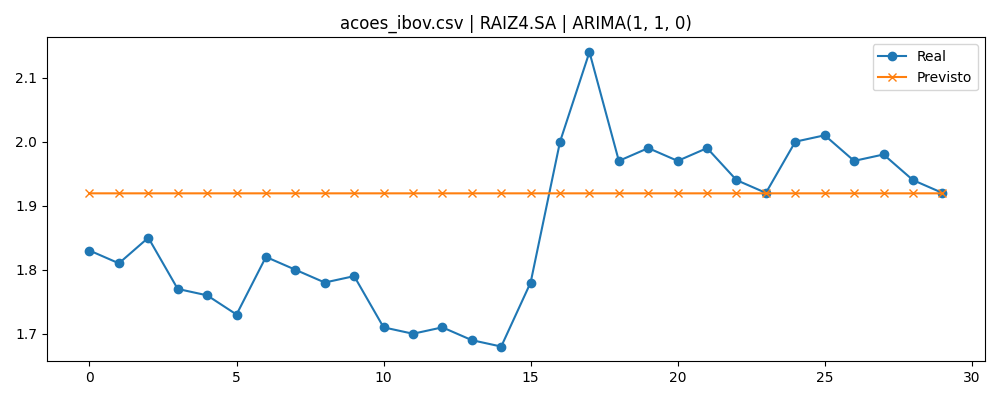 acoes_ibov.csv | RAIZ4.SA | ARIMA(1, 1, 0)
Real
Previsto
2.1
2.0
1.9
1.8
1.7
0 5 10 15 20 25 30